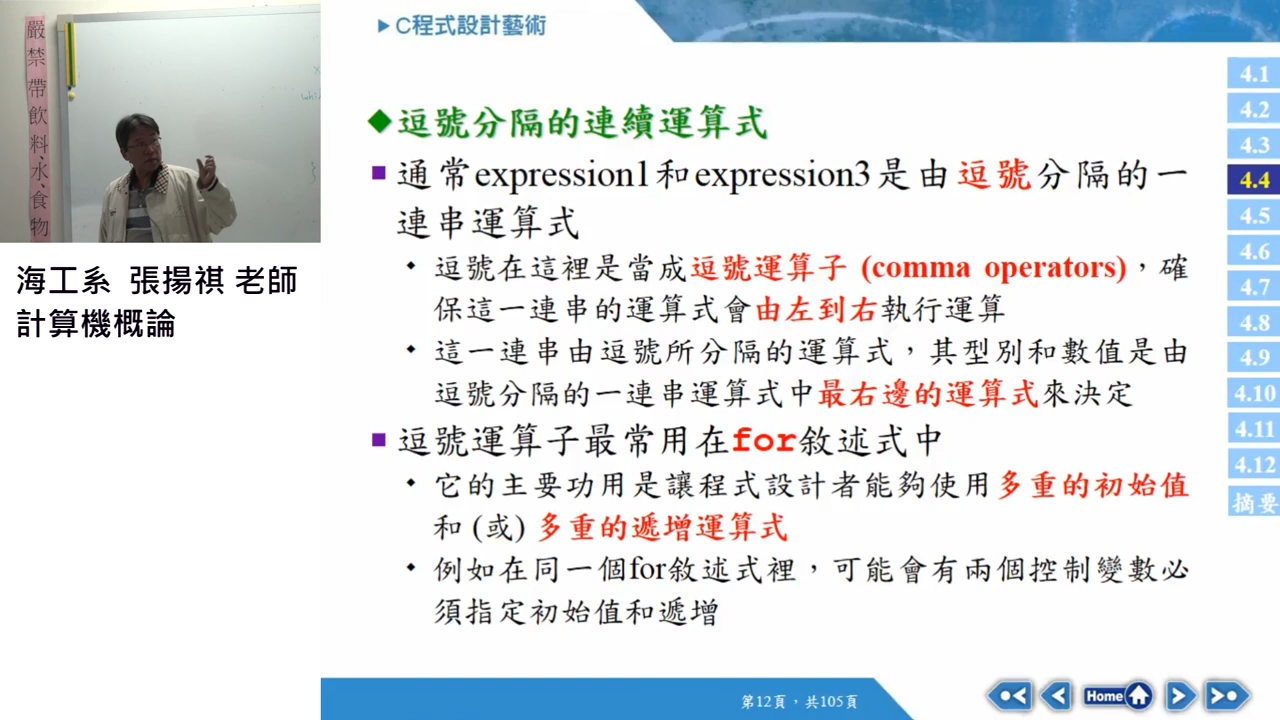 嚴禁帶飲料、水、食物
海工系 張揚祺 老師
計算機概論
C程式設計藝術
逗號分隔的連續運算式
通常expression1和expression3是由逗號分隔的一
連串運算式
逗號在這裡是當成逗號運算子 (comma operators)，確
保這一連串的運算式會由左到右執行運算
這一連串由逗號所分隔的運算式，其型別和數值是由
逗號分隔的一連串運算式中最右邊的運算式來決定
逗號運算子最常用在for敘述式中
它的主要功用是讓程式設計者能夠使用多重的初始值
和 (或) 多重的遞增運算式
例如在同一個for敘述式裡，可能會有兩個控制變數必
須指定初始值和遞增
4.1
4.2
4.3
4.4
4.5
4.6
4.7
4.8
4.9
4.10
4.11
4.12
摘要
第12頁，共105頁
Home